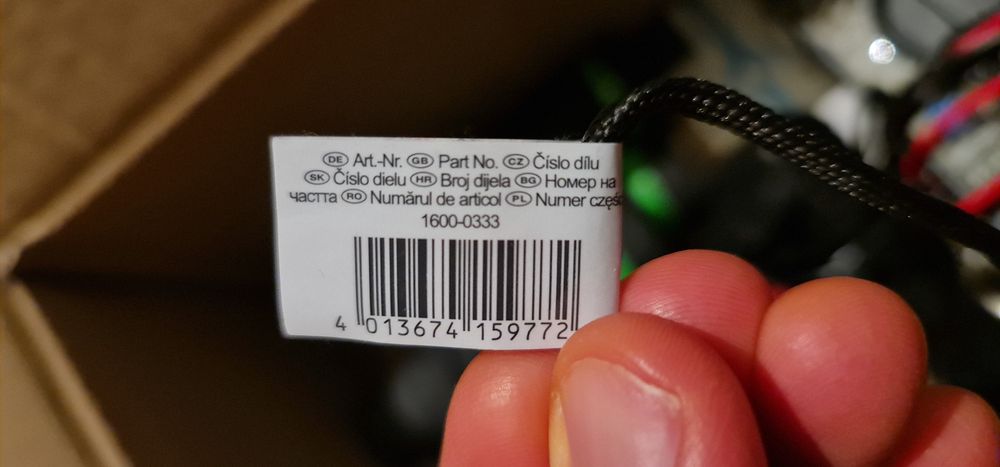 DE Art.-Nr. GB Part No. CZ Číslo dílu
SK Číslo dielu HR Broj dijela BG Номер на
частта RO Numărul de articol PL Numer częśc
1600-0333
4 013674 159772